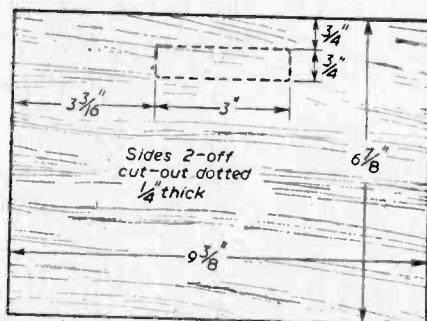 3/4"
3/4"
3 3/16"
3"
Sides 2-off
cut-out dotted
1/4" thick
6 7/8"
9 3/8"